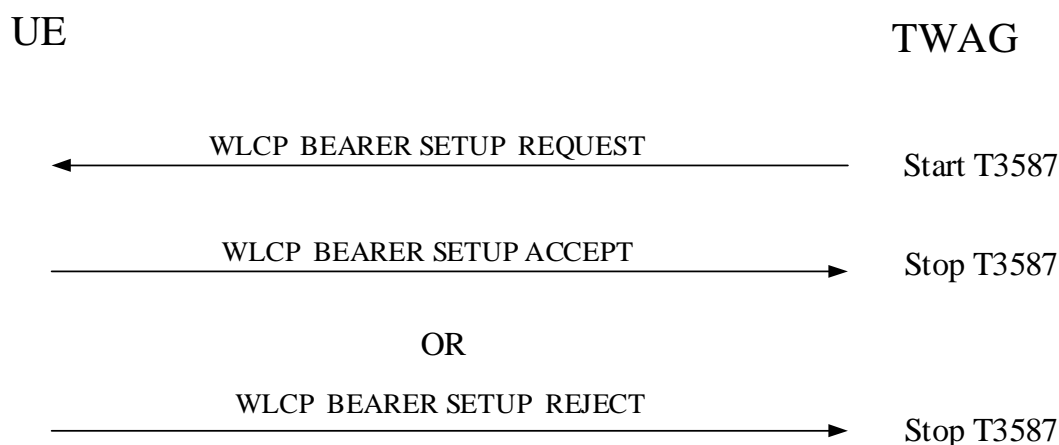 UE
TWAG
WLCP BEARER SETUP REQUEST
Start T3587
WLCP BEARER SETUP ACCEPT
Stop T3587
OR
WLCP BEARER SETUP REJECT
Stop T3587